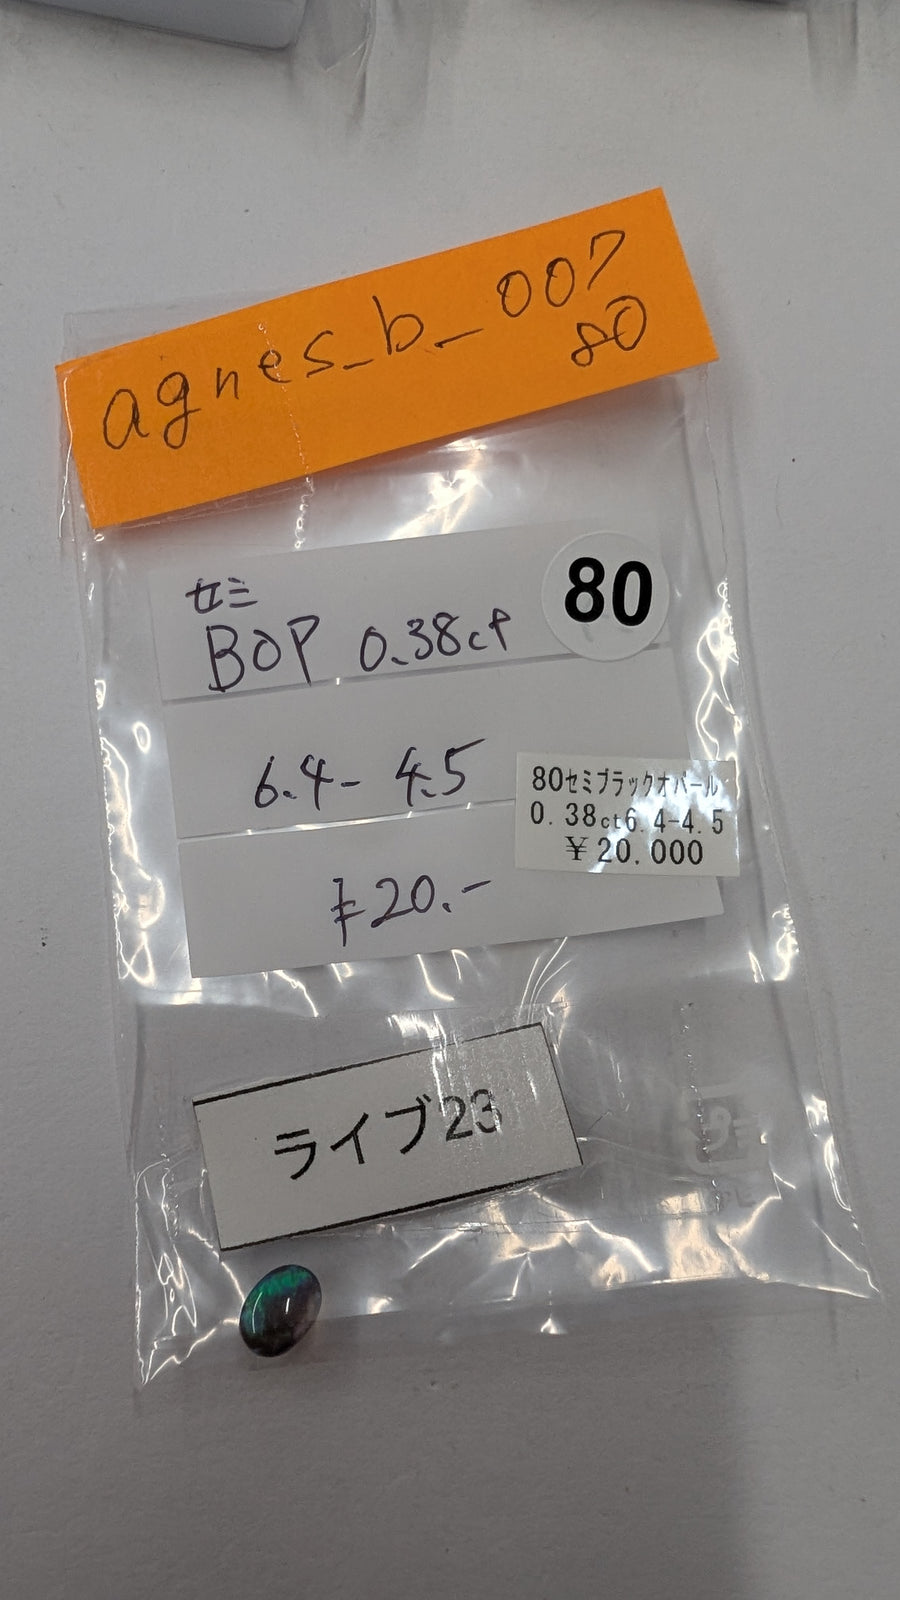 agnes_b_007
80
セミ
BOP 0.38ct
80
6.4- 4.5
80セミブラックオパール
0.38ct6.4-4.5
¥20.000
¥20.-
ライブ23